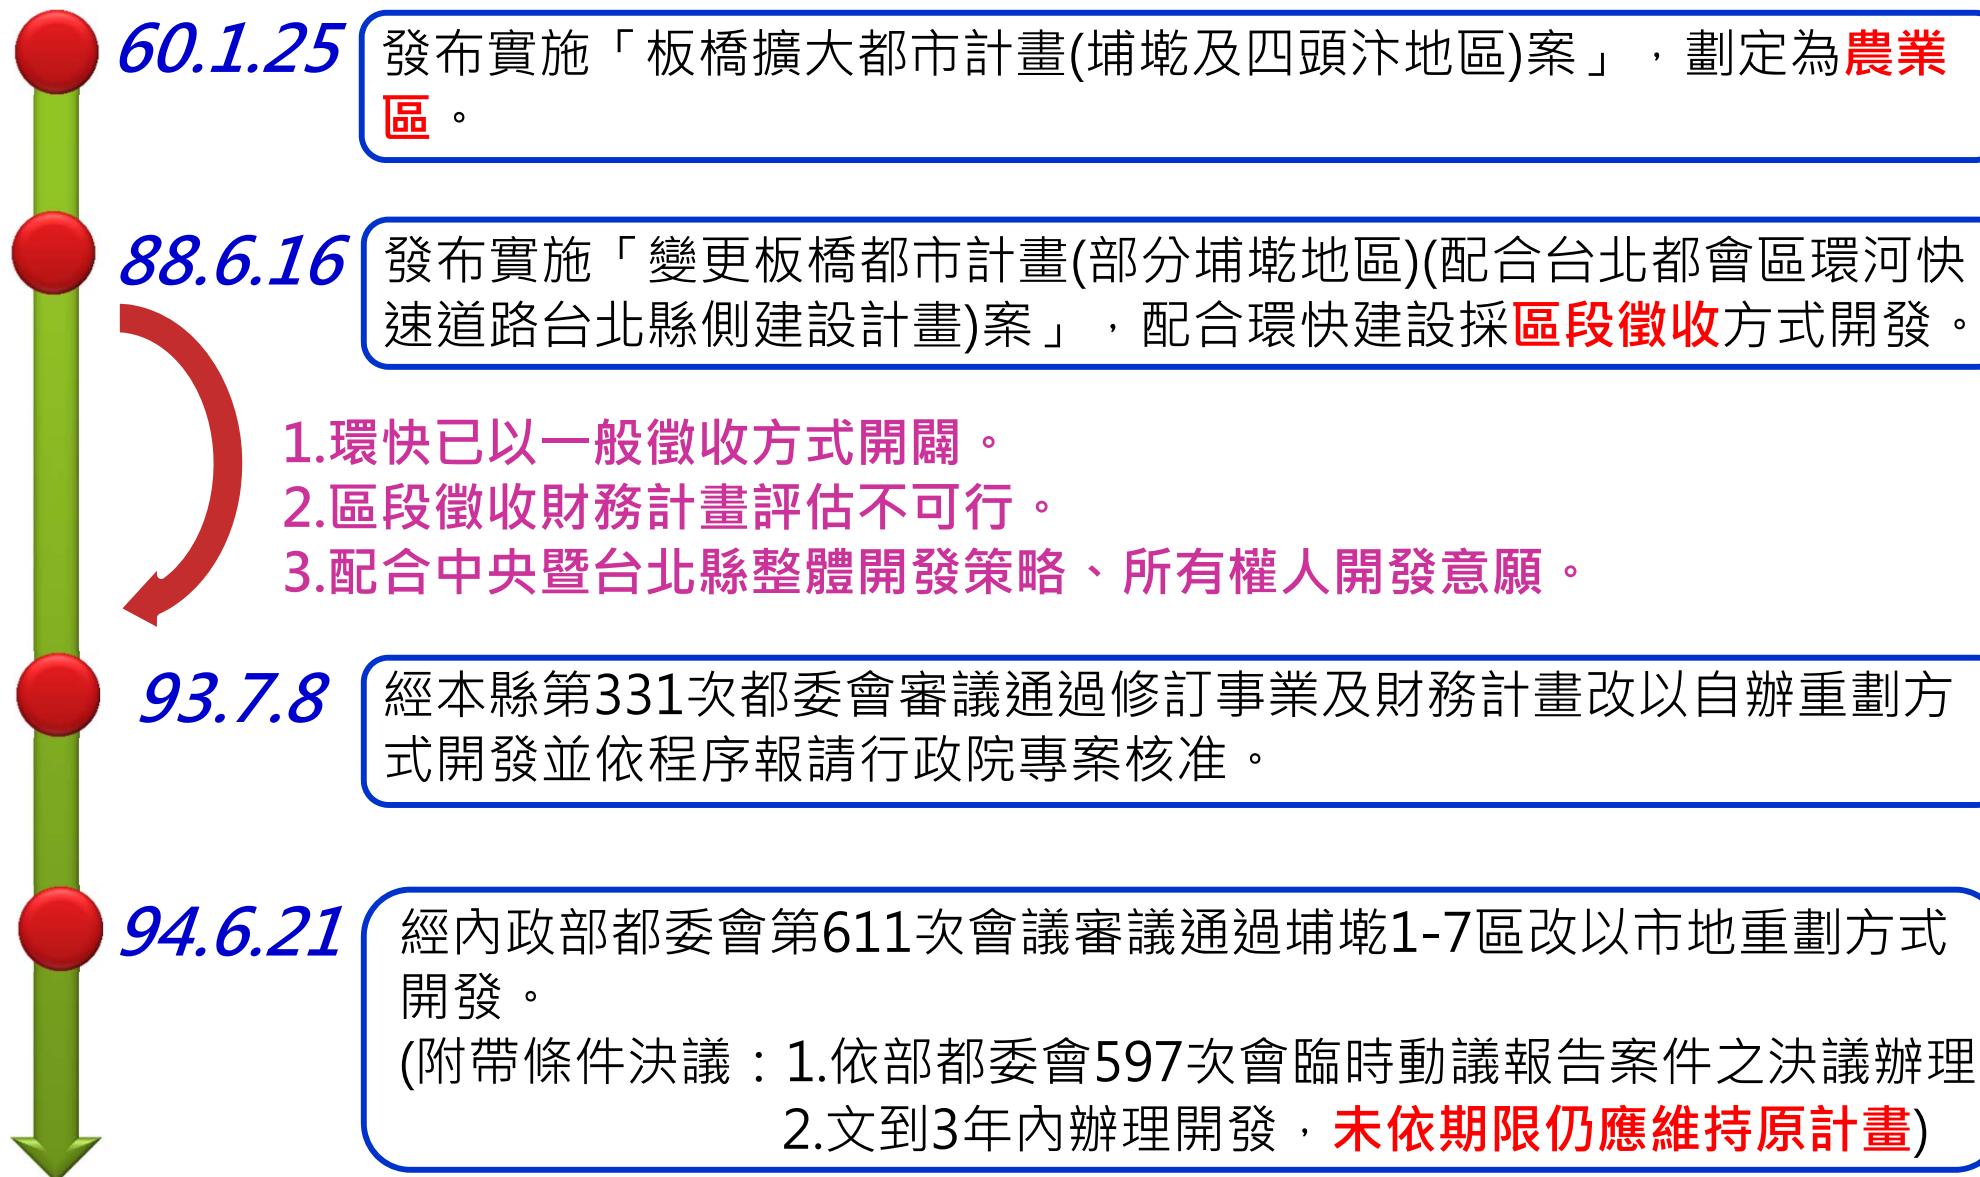 60.1.25
發布實施「板橋擴大都市計畫(埔墘及四頭汴地區)案」，劃定為農業
區。
88.6.16
發布實施「變更板橋都市計畫(部分埔墘地區)(配合台北都會區環河快
速道路台北縣側建設計畫)案」，配合環快建設採區段徵收方式開發。
1.環快已以一般徵收方式開闢。
2.區段徵收財務計畫評估不可行。
3.配合中央暨台北縣整體開發策略、所有權人開發意願。
93.7.8
經本縣第331次都委會審議通過修訂事業及財務計畫改以自辦重劃方
式開發並依程序報請行政院專案核准。
94.6.21
經內政部都委會第611次會議審議通過埔墘1-7區改以市地重劃方式
開發。
(附帶條件決議：1.依部都委會597次會臨時動議報告案件之決議辦理
2.文到3年內辦理開發，未依期限仍應維持原計畫)